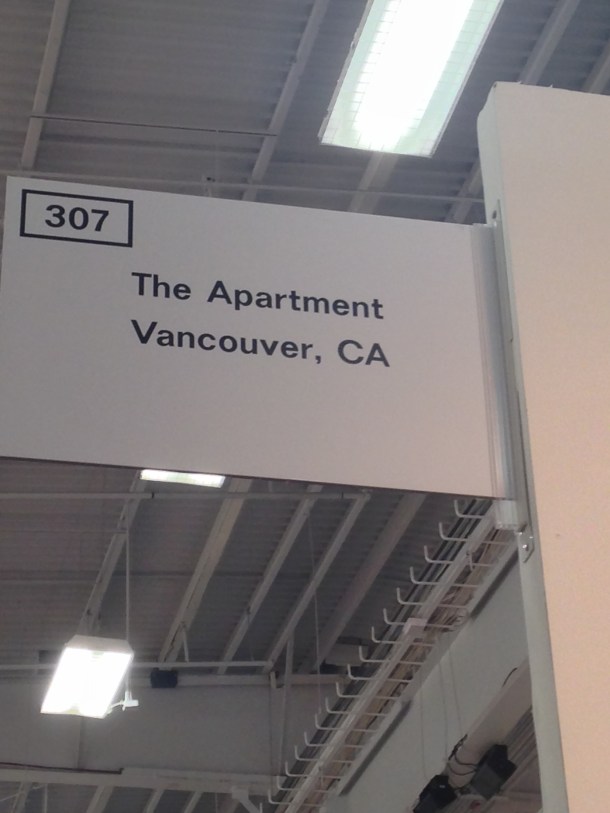 307
The Apartment
Vancouver, CA